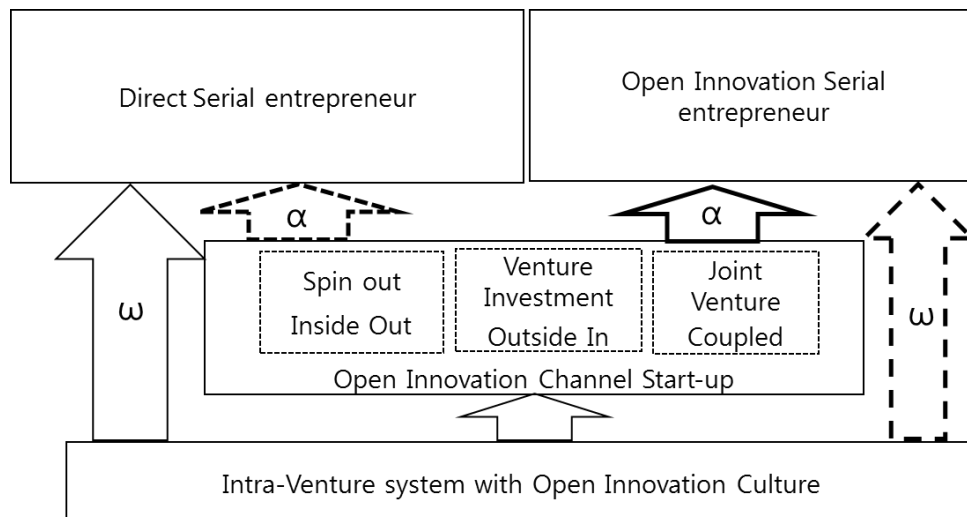 Direct Serial entrepreneur
Open Innovation Serial
entrepreneur
α
α
ω
ω
Spin out
Inside Out
Venture
Investment
Outside In
Joint
Venture
Coupled
Open Innovation Channel Start-up
Intra-Venture system with Open Innovation Culture